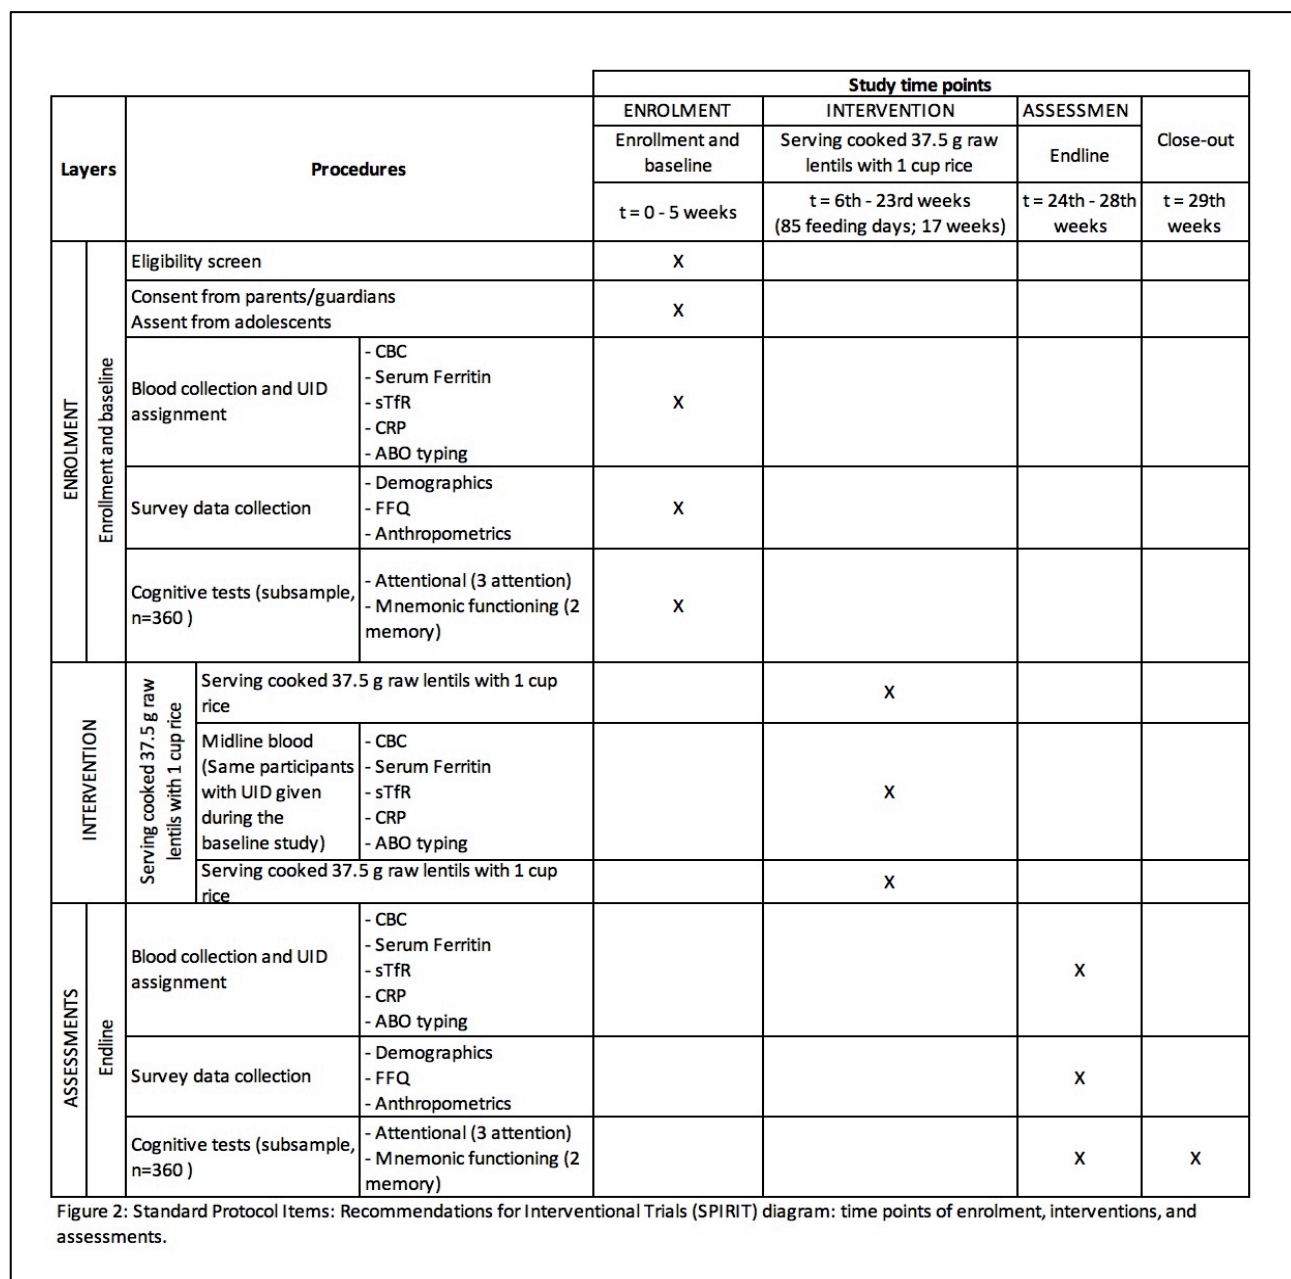 Study time points
Layers
Procedures
ENROLMENT
INTERVENTION
ASSESSMEN
Close-out
Enrollment and
baseline
Serving cooked 37.5 g raw
lentils with 1 cup rice
Endline
t = 0 - 5 weeks
t = 6th - 23rd weeks
(85 feeding days; 17 weeks)
t = 24th - 28th
weeks
t = 29th
weeks
ENROLMENT
Enrollment and baseline
Eligibility screen
X
Consent from parents/guardians
Assent from adolescents
X
Blood collection and UID
assignment
- CBC
- Serum Ferritin
- sTfR
- CRP
- ABO typing
X
Survey data collection
- Demographics
- FFQ
- Anthropometrics
X
Cognitive tests (subsample,
n=360 )
- Attentional (3 attention)
- Mnemonic functioning (2
memory)
X
INTERVENTION
Serving cooked 37.5 g raw
lentils with 1 cup rice
Serving cooked 37.5 g raw lentils with 1 cup
rice
X
Midline blood
(Same participants
with UID given
during the
baseline study)
- CBC
- Serum Ferritin
- sTfR
- CRP
- ABO typing
X
Serving cooked 37.5 g raw lentils with 1 cup
rice
X
ASSESSMENTS
Endline
Blood collection and UID
assignment
- CBC
- Serum Ferritin
- sTfR
- CRP
- ABO typing
X
Survey data collection
- Demographics
- FFQ
- Anthropometrics
X
Cognitive tests (subsample,
n=360 )
- Attentional (3 attention)
- Mnemonic functioning (2
memory)
X
X
Figure 2: Standard Protocol Items: Recommendations for Interventional Trials (SPIRIT) diagram: time points of enrolment, interventions, and
assessments.